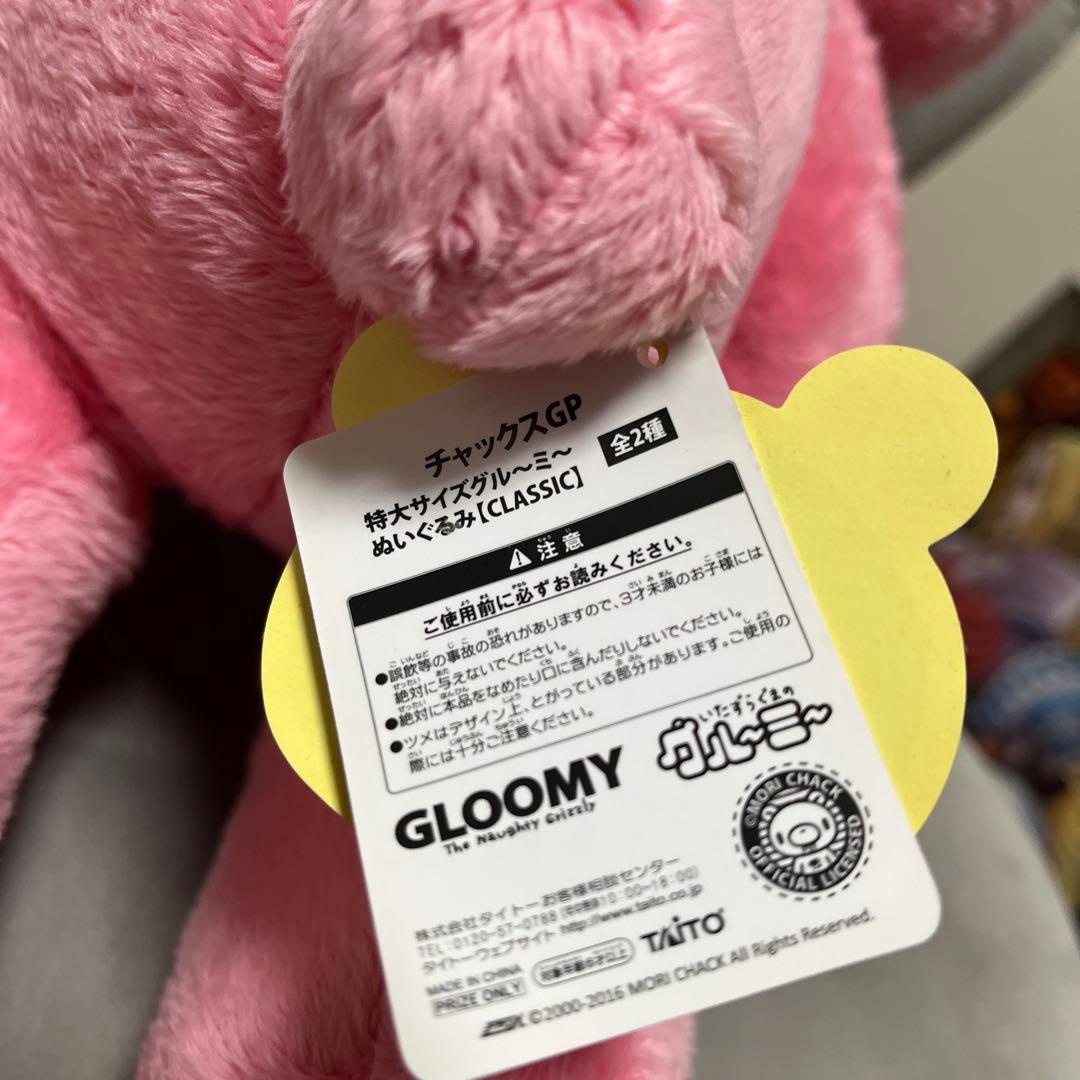 チャックスGP
特大サイズグル〜ミ〜
ぬいぐるみ【CLASSIC】
全2種
注意
ご使用前に必ずお読みください。
●誤飲等の事故の恐れがありますので、3才未満のお子様には
絶対に与えないでください。
●絶対に本品をなめたり口に含んだりしないでください。
●ツメはデザイン上、とがっている部分があります。ご使用の
際には十分ご注意ください。
GLOOMY
The Naughty Grizzly
いたずらぐまの
グル〜ミ〜
©MORI CHACK
OFFICIAL LICENSED
株式会社タイトーお客様相談センター
TEL:0120-57-0768 10:00~18:00)
タイトーウェブサイト http://www.taito.co.jp
MADE IN CHINA
PRIZE ONLY
TAITO
©2000-2016 MORI CHACK All Rights Reserved.